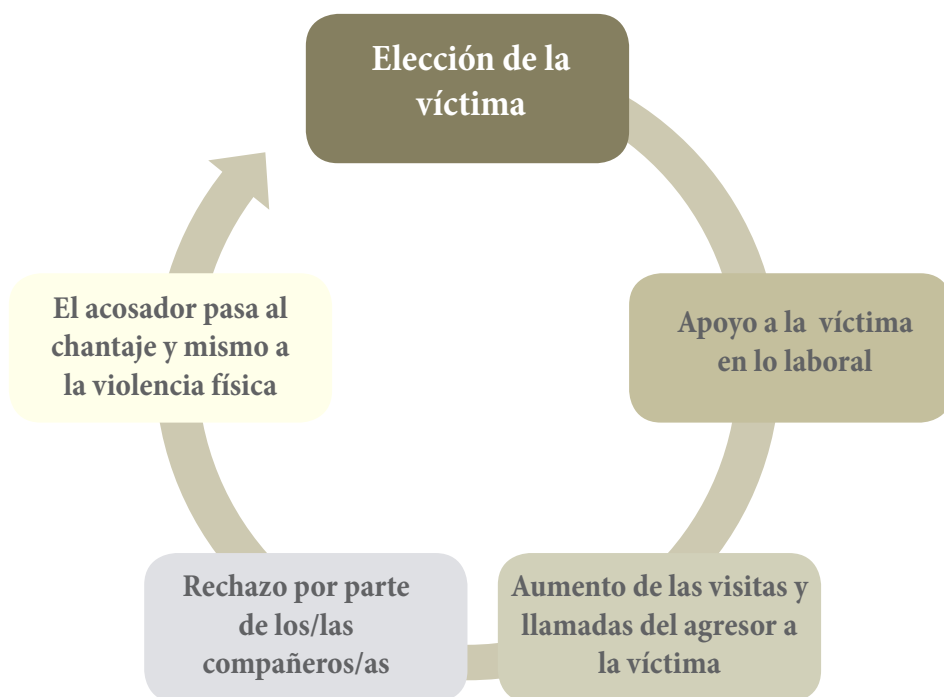 Elección de la
víctima
Apoyo a la víctima
en lo laboral
Aumento de las visitas y
llamadas del agresor a
la víctima
Rechazo por parte
de los/las
compañeros/as
El acosador pasa al
chantaje y mismo a
la violencia física